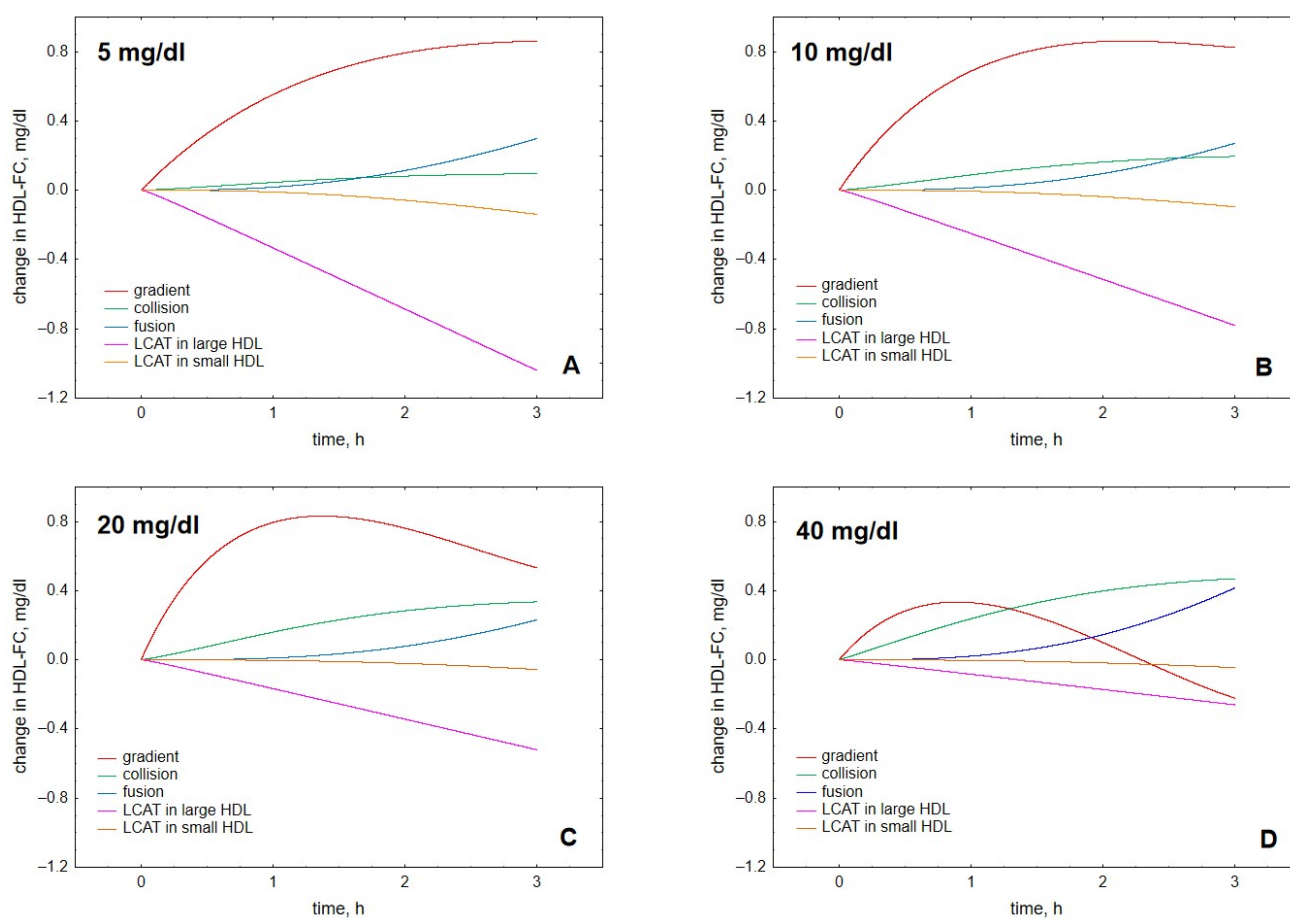 5 mg/dl
change in HDL-FC, mg/dl
0.8
0.4
0.0
–0.4
–0.8
–1.2
gradient
collision
fusion
LCAT in large HDL
LCAT in small HDL
A
0
1
2
3
time, h
10 mg/dl
change in HDL-FC, mg/dl
0.8
0.4
0.0
–0.4
–0.8
–1.2
gradient
collision
fusion
LCAT in large HDL
LCAT in small HDL
B
0
1
2
3
time, h
20 mg/dl
change in HDL-FC, mg/dl
0.8
0.4
0.0
–0.4
–0.8
–1.2
gradient
collision
fusion
LCAT in large HDL
LCAT in small HDL
C
0
1
2
3
time, h
40 mg/dl
change in HDL-FC, mg/dl
0.8
0.4
0.0
–0.4
–0.8
–1.2
gradient
collision
fusion
LCAT in large HDL
LCAT in small HDL
D
0
1
2
3
time, h